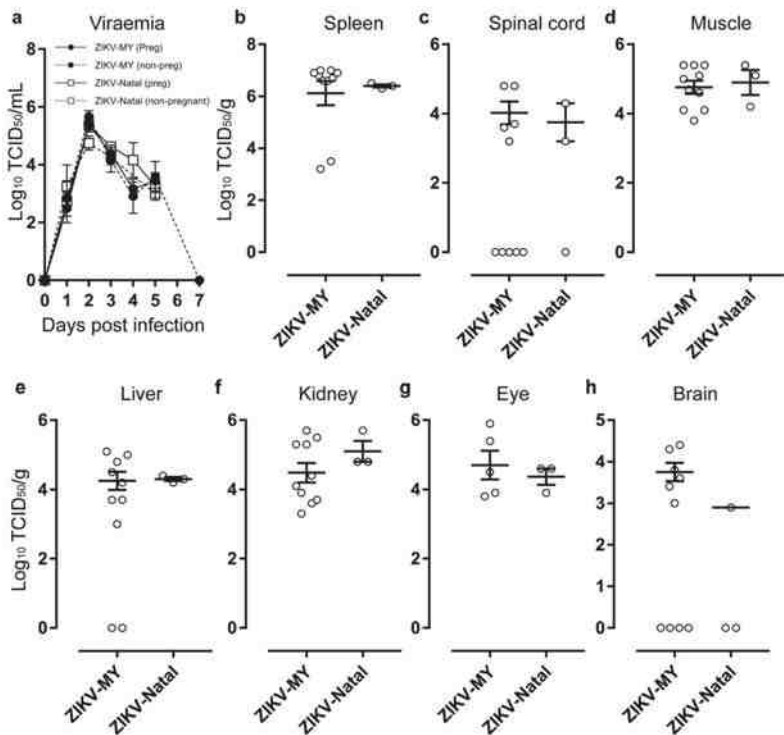 a
Viraemia
ZIKV-MY (Preg)
ZIKV-MY (non-preg)
ZIKV-Natal (preg)
ZIKV-Natal (non-pregnant)
Log₁₀ TCID₅₀/mL
8
6
4
2
0
0 1 2 3 4 5 6 7
Days post infection
b
Spleen
Log₁₀ TCID₅₀/g
8
6
4
2
0
ZIKV-MY
ZIKV-Natal
c
Spinal cord
6
4
2
0
ZIKV-MY
ZIKV-Natal
d
Muscle
6
4
2
0
ZIKV-MY
ZIKV-Natal
e
Liver
Log₁₀ TCID₅₀/g
6
4
2
0
ZIKV-MY
ZIKV-Natal
f
Kidney
6
4
2
0
ZIKV-MY
ZIKV-Natal
g
Eye
6
4
2
0
ZIKV-MY
ZIKV-Natal
h
Brain
5
4
3
2
1
0
ZIKV-MY
ZIKV-Natal